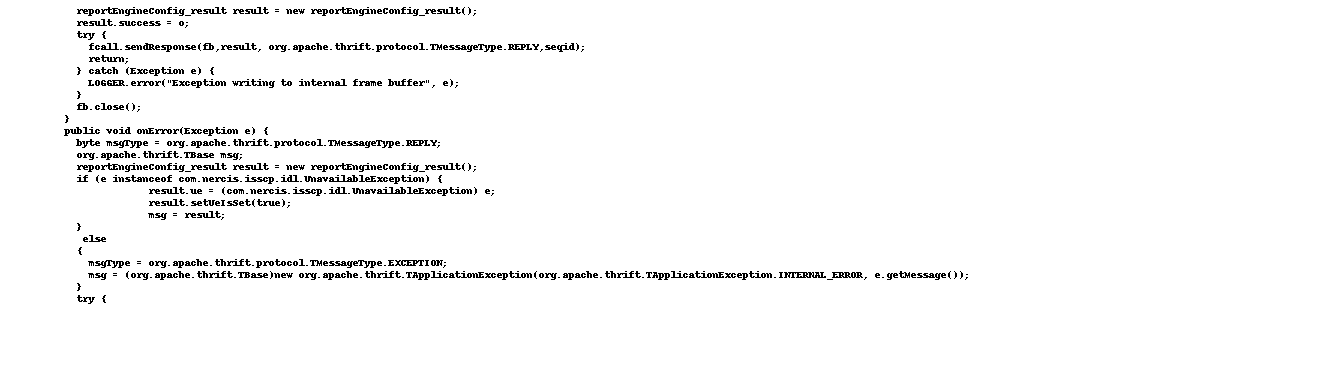 reportEngineConfig_result result = new reportEngineConfig_result();
result.success = o;
try {
fcall.sendResponse(fb,result, org.apache.thrift.protocol.TMessageType.REPLY,seqid);
return;
} catch (Exception e) {
LOGGER.error("Exception writing to internal frame buffer", e);
}
fb.close();
}
public void onError(Exception e) {
byte msgType = org.apache.thrift.protocol.TMessageType.REPLY;
org.apache.thrift.TBase msg;
reportEngineConfig_result result = new reportEngineConfig_result();
if (e instanceof com.nercis.isscp.idl.UnavailableException) {
result.ue = (com.nercis.isscp.idl.UnavailableException) e;
result.setUeIsSet(true);
msg = result;
}
else
{
msgType = org.apache.thrift.protocol.TMessageType.EXCEPTION;
msg = (org.apache.thrift.TBase)new org.apache.thrift.TApplicationException(org.apache.thrift.TApplicationException.INTERNAL_ERROR, e.getMessage());
}
try {